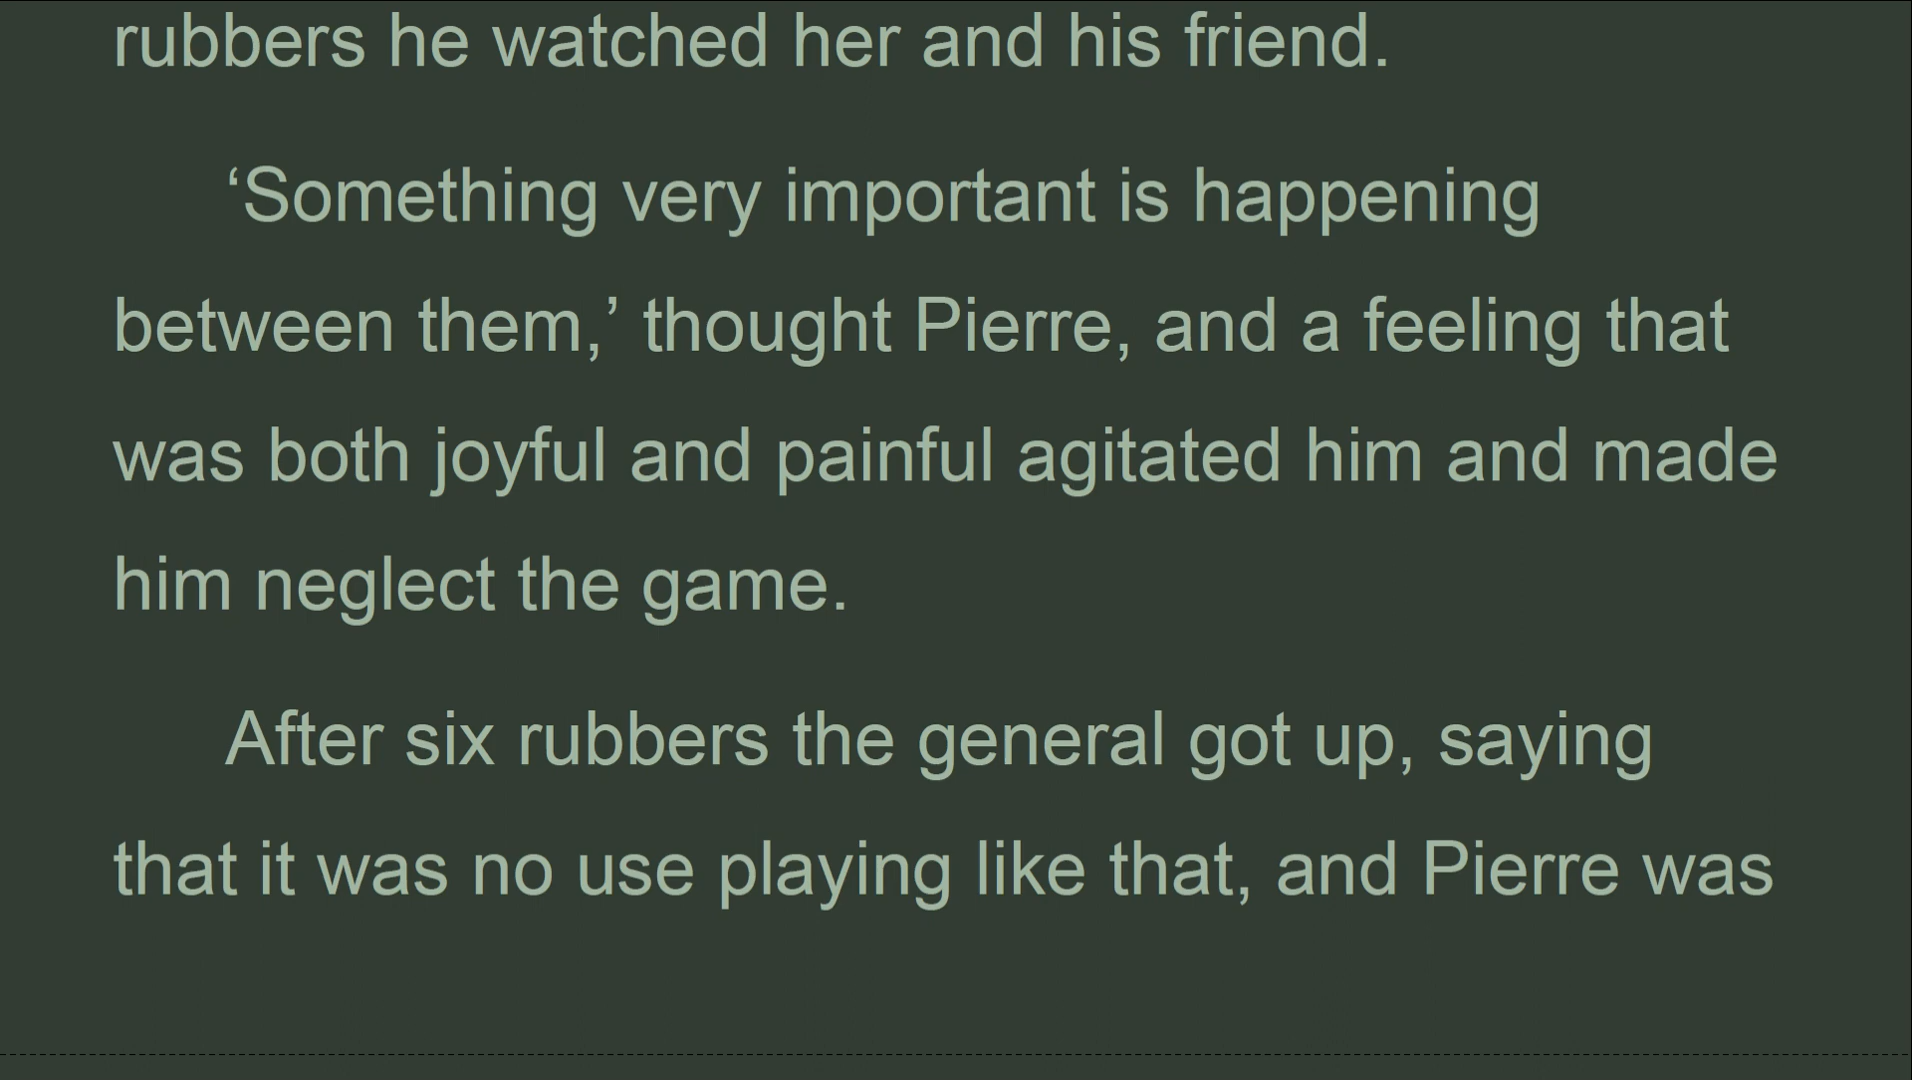 rubbers he watched her and his friend.
‘Something very important is happening
between them,’ thought Pierre, and a feeling that
was both joyful and painful agitated him and made
him neglect the game.
After six rubbers the general got up, saying
that it was no use playing like that, and Pierre was